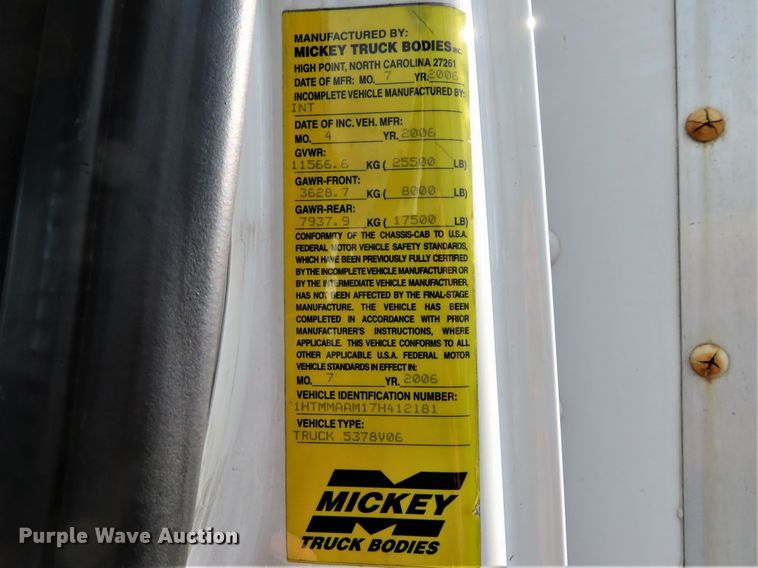 MANUFACTURED BY:
MICKEY TRUCK BODIES INC.
HIGH POINT, NORTH CAROLINA 27261
DATE OF MFR: MO. 7 YR. 2006
INCOMPLETE VEHICLE MANUFACTURED BY:
INT
DATE OF INC. VEH. MFR:
MO. 4 YR. 2006
GVWR:
11566.6 KG ( 25500 LB)
GAWR-FRONT:
3628.7 KG ( 8000 LB)
GAWR-REAR:
7937.9 KG ( 17500 LB)
CONFORMITY OF THE CHASSIS-CAB TO U.S.A.
FEDERAL MOTOR VEHICLE SAFETY STANDARDS,
WHICH HAVE BEEN PREVIOUSLY FULLY CERTIFIED
BY THE INCOMPLETE VEHICLE MANUFACTURER OR
BY THE INTERMEDIATE VEHICLE MANUFACTURER,
HAS NOT BEEN AFFECTED BY THE FINAL-STAGE
MANUFACTURE. THE VEHICLE HAS BEEN
COMPLETED IN ACCORDANCE WITH PRIOR
MANUFACTURER'S INSTRUCTIONS, WHERE
APPLICABLE. THIS VEHICLE CONFORMS TO ALL
OTHER APPLICABLE U.S.A. FEDERAL MOTOR
VEHICLE STANDARDS IN EFFECT IN:
MO. 7 YR. 2006
VEHICLE IDENTIFICATION NUMBER:
1HTMMAAM17H412181
VEHICLE TYPE:
TRUCK 5378V06
MICKEY
TRUCK BODIES
Purple Wave Auction®